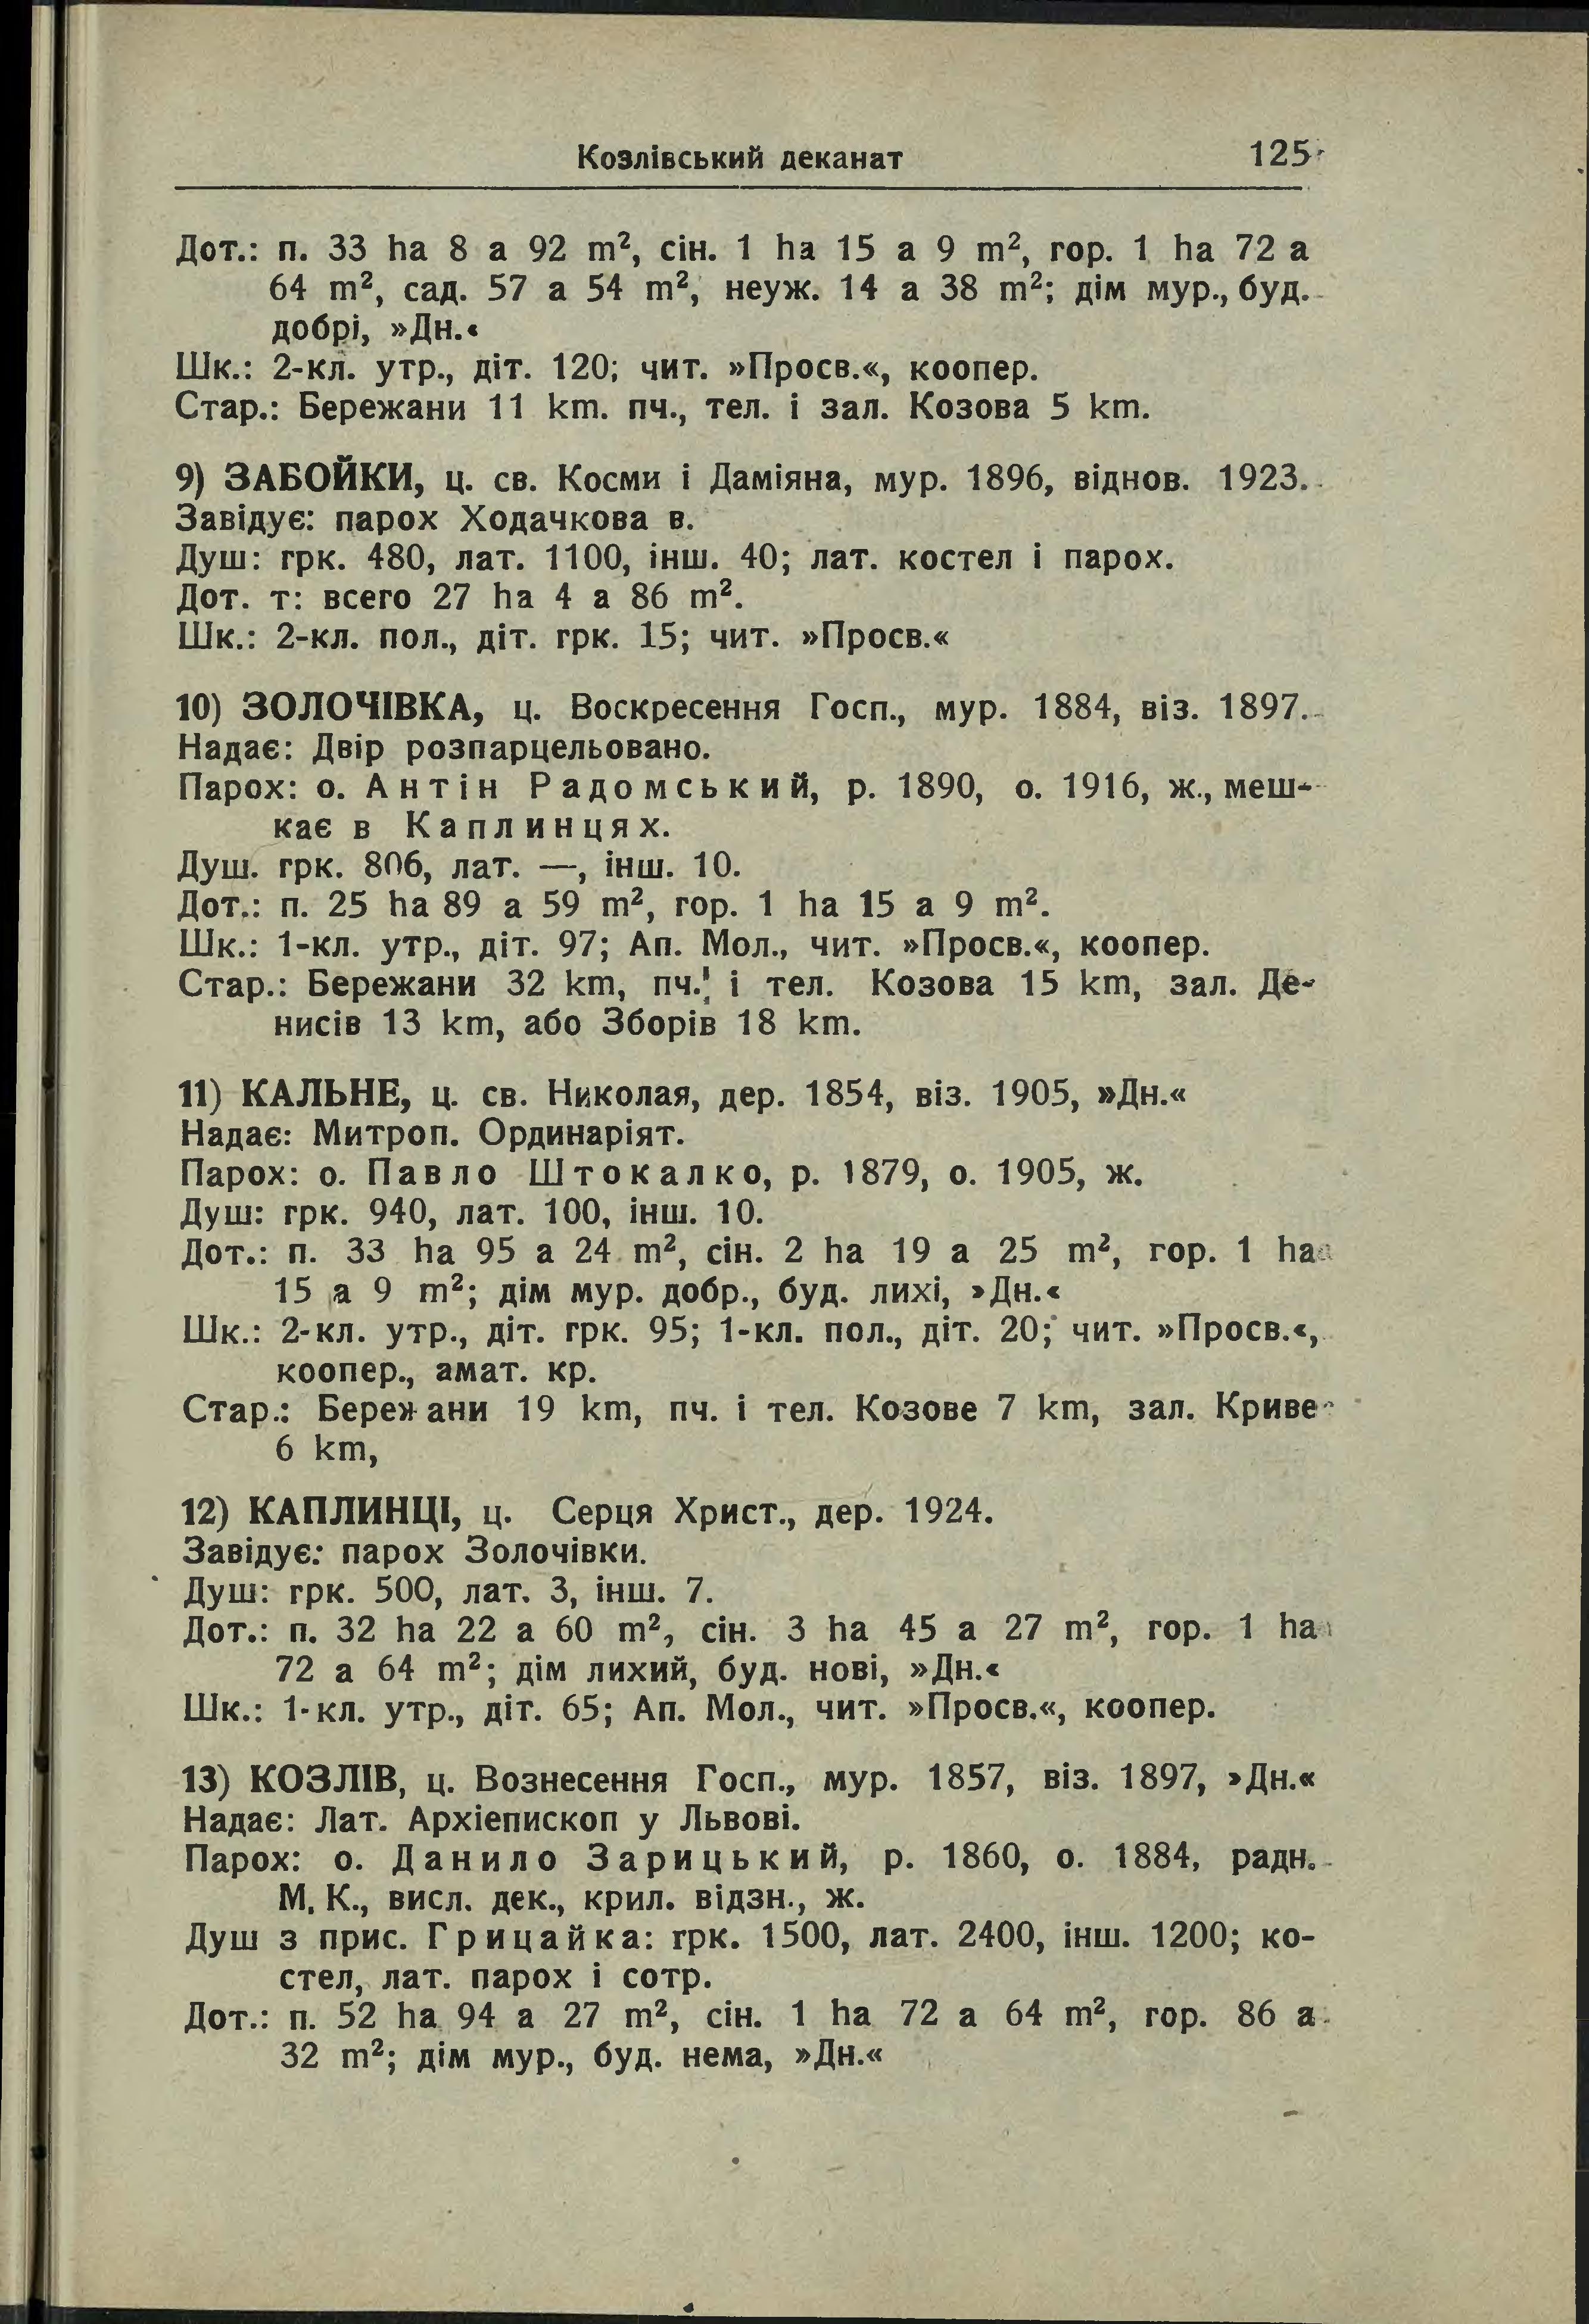 Козлівський деканат 125
Дот.: п. 33 ha 8 a 92 m², сін. 1 ha 15 a 9 m², гор. 1 ha 72 a
64 m², сад. 57 a 54 m², неуж. 14 a 38 m²; дім мур., буд.
добрі, »Дн.«
Шк.: 2-кл. утр., діт. 120; чит. »Просв.«, коопер.
Стар.: Бережани 11 km. пч., тел. і зал. Козова 5 km.
9) ЗАБОЙКИ, ц. св. Косми і Даміяна, мур. 1896, віднов. 1923.
Завідує: парох Ходачкова в.
Душ: грк. 480, лат. 1100, інш. 40; лат. костел і парох.
Дот. т: всего 27 ha 4 a 86 m².
Шк.: 2-кл. пол., діт. грк. 15; чит. »Просв.«
10) ЗОЛОЧІВКА, ц. Воскресення Госп., мур. 1884, віз. 1897.
Надає: Двір розпарцельовано.
Парох: о. Антін Радомський, р. 1890, о. 1916, ж., меш-
кає в Каплинцях.
Душ. грк. 806, лат. —, інш. 10.
Дот.: п. 25 ha 89 a 59 m², гор. 1 ha 15 a 9 m².
Шк.: 1-кл. утр., діт. 97; Ап. Мол., чит. »Просв.«, коопер.
Стар.: Бережани 32 km, пч. і тел. Козова 15 km, зал. Де-
нисів 13 km, або Зборів 18 km.
11) КАЛЬНЕ, ц. св. Николая, дер. 1854, віз. 1905, »Дн.«
Надає: Митроп. Ординаріят.
Парох: о. Павло Штокалко, р. 1879, о. 1905, ж.
Душ: грк. 940, лат. 100, інш. 10.
Дот.: п. 33 ha 95 a 24 m², сін. 2 ha 19 a 25 m², гор. 1 ha
15 a 9 m²; дім мур. добр., буд. лихі, »Дн.«
Шк.: 2-кл. утр., діт. грк. 95; 1-кл. пол., діт. 20; чит. »Просв.«,
коопер., амат. кр.
Стар.: Бережани 19 km, пч. і тел. Козове 7 km, зал. Криве
6 km,
12) КАПЛИНЦІ, ц. Серця Христ., дер. 1924.
Завідує: парох Золочівки.
Душ: грк. 500, лат. 3, інш. 7.
Дот.: п. 32 ha 22 a 60 m², сін. 3 ha 45 a 27 m², гор. 1 ha
72 a 64 m²; дім лихий, буд. нові, »Дн.«
Шк.: 1-кл. утр., діт. 65; Ап. Мол., чит. »Просв.«, коопер.
13) КОЗЛІВ, ц. Вознесення Госп., мур. 1857, віз. 1897, »Дн.«
Надає: Лат. Архієпископ у Львові.
Парох: о. Данило Зарицький, р. 1860, о. 1884, радн.
М. К., висл. дек., крил. відзн., ж.
Душ з прис. Грицайка: грк. 1500, лат. 2400, інш. 1200; ко-
стел, лат. парох і сотр.
Дот.: п. 52 ha 94 a 27 m², сін. 1 ha 72 a 64 m², гор. 86 a
32 m²; дім мур., буд. нема, »Дн.«